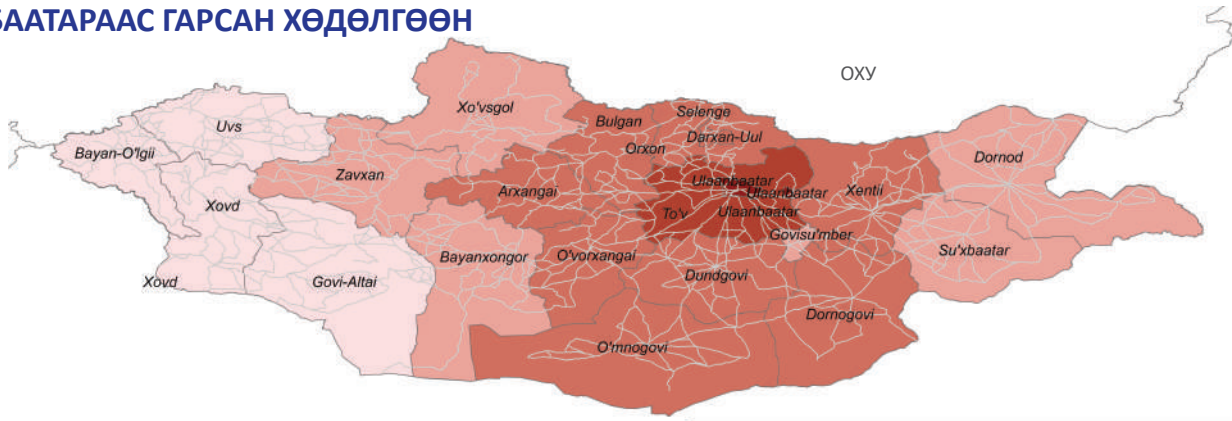 БААТАРААС ГАРСАН ХӨДӨЛГӨӨН
ОХУ
Xo'vsgol
Uvs
Bayan-O'lgii
Xovd
Zavxan
Arxangai
Bulgan
Selenge
Darxan-Uul
Orxon
Ulaanbaatar
Ulaanbaatar
Ulaanbaatar
To'v
Xentii
Dornod
Govisu'mber
Su'xbaatar
Bayanxongor
O'vorxangai
Dundgovi
Xovd
Govi-Altai
Dornogovi
O'mnogovi